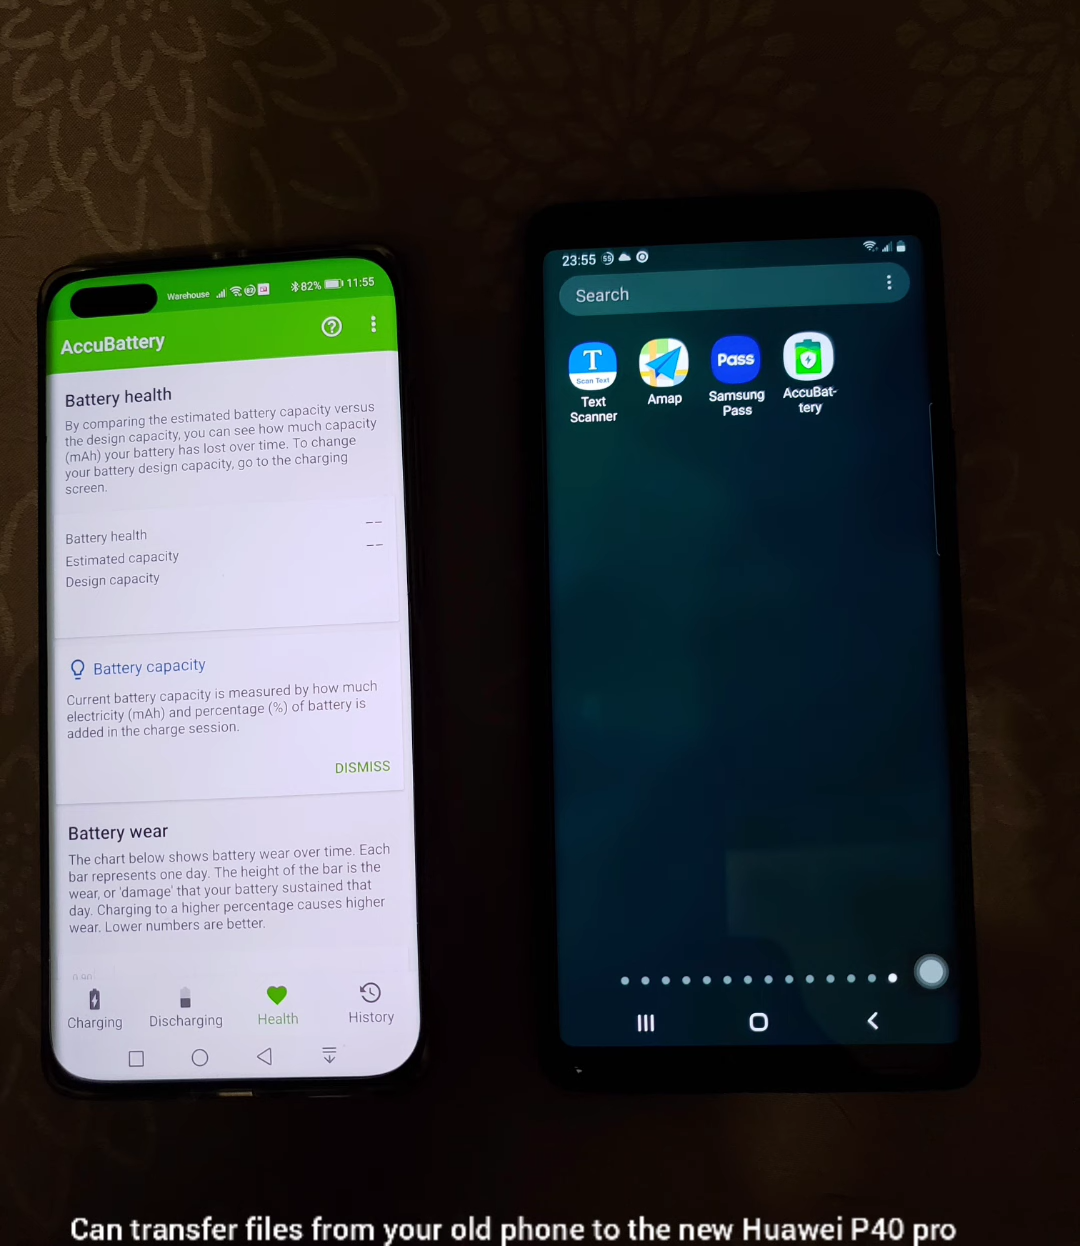 Warehouse 82% 11:55
AccuBattery
Battery health
By comparing the estimated battery capacity versus
the design capacity, you can see how much capacity
(mAh) your battery has lost over time. To change
your battery design capacity, go to the charging
screen.
Battery health --
Estimated capacity --
Design capacity
Battery capacity
Current battery capacity is measured by how much
electricity (mAh) and percentage (%) of battery is
added in the charge session.
DISMISS
Battery wear
The chart below shows battery wear over time. Each
bar represents one day. The height of the bar is the
wear, or 'damage' that your battery sustained that
day. Charging to a higher percentage causes higher
wear. Lower numbers are better.
Charging Discharging Health History
23:55 55
Search
T
Scan Text
Pass
Text
Scanner
Amap
Samsung
Pass
AccuBat-
tery
Can transfer files from your old phone to the new Huawei P40 pro